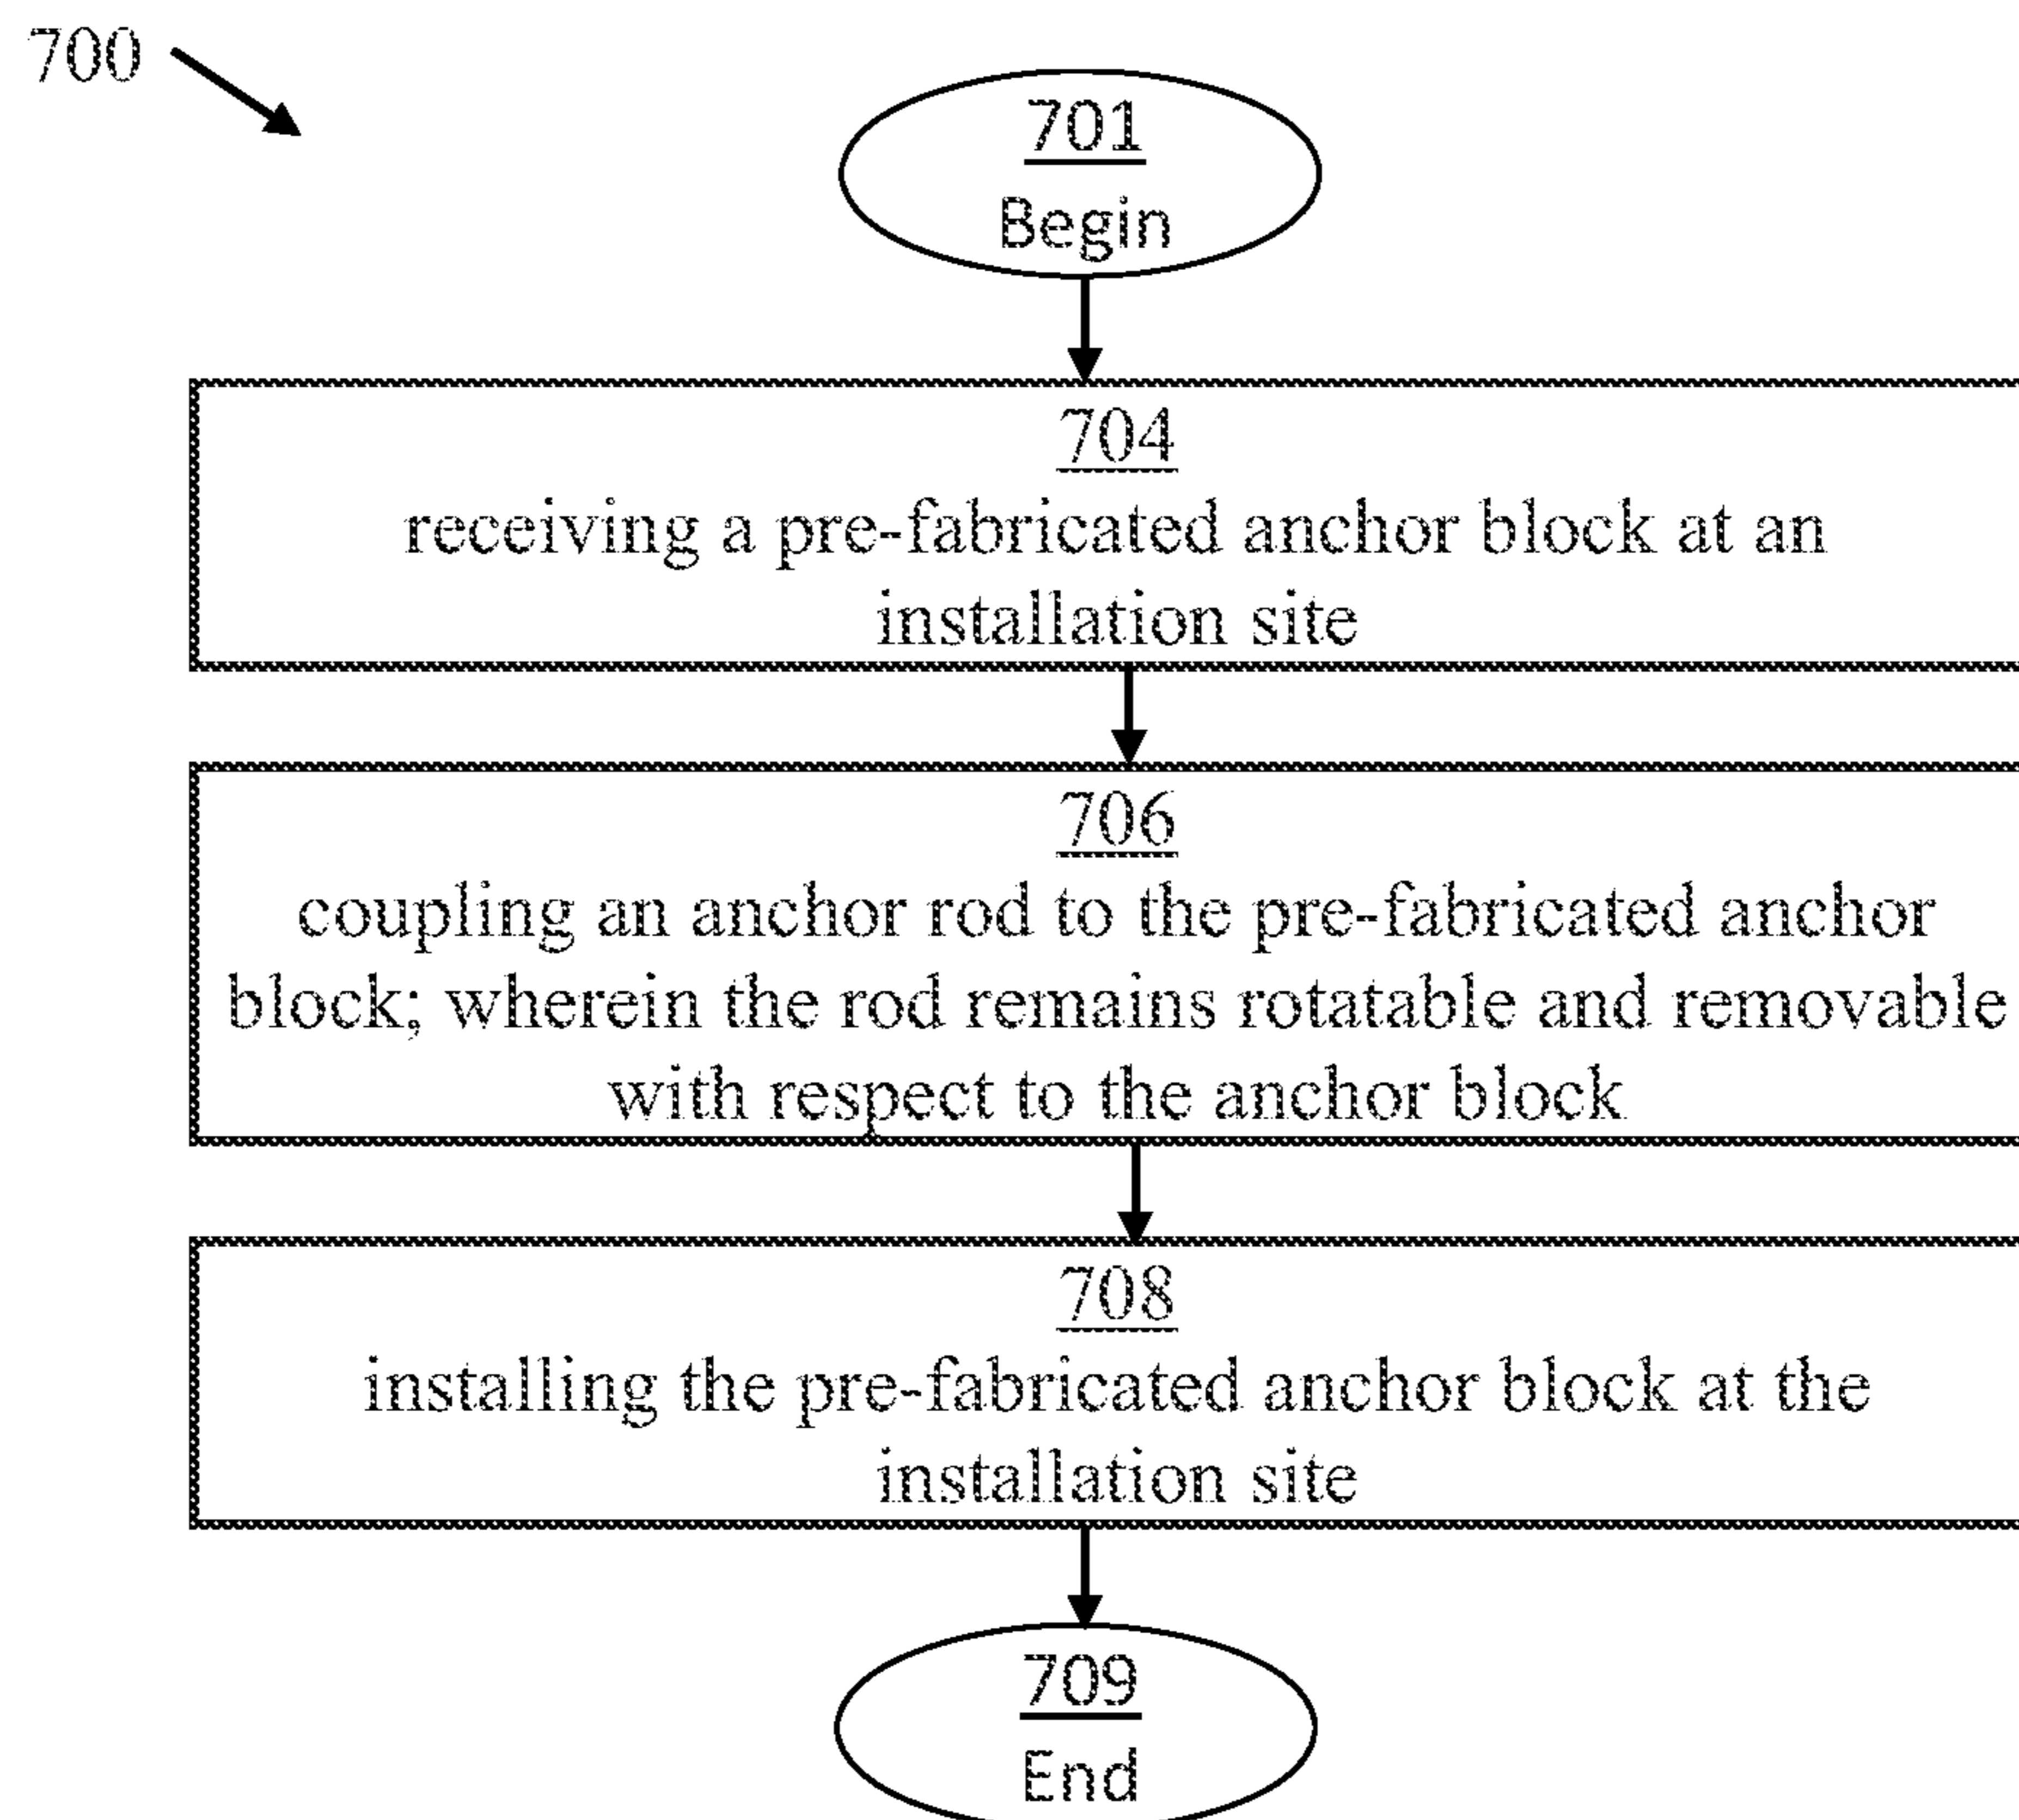 700
701
Begin
704
receiving a pre-fabricated anchor block at an
installation site
706
coupling an anchor rod to the pre-fabricated anchor
block; wherein the rod remains rotatable and removable
with respect to the anchor block
708
installing the pre-fabricated anchor block at the
installation site
709
End